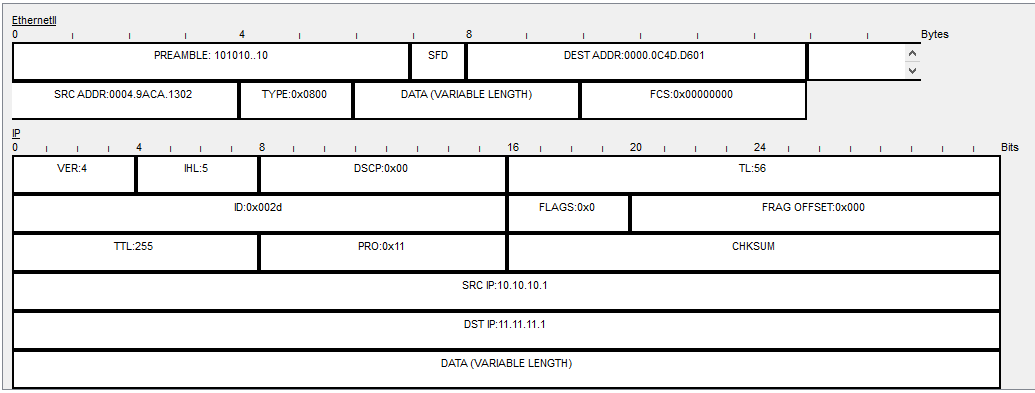 EthernetII
0 4 8 Bytes
PREAMBLE: 101010..10 SFD DEST ADDR:0000.0C4D.D601
SRC ADDR:0004.9ACA.1302 TYPE:0x0800 DATA (VARIABLE LENGTH) FCS:0x00000000
IP
0 4 8 16 20 24 Bits
VER:4 IHL:5 DSCP:0x00 TL:56
ID:0x002d FLAGS:0x0 FRAG OFFSET:0x000
TTL:255 PRO:0x11 CHKSUM
SRC IP:10.10.10.1
DST IP:11.11.11.1
DATA (VARIABLE LENGTH)